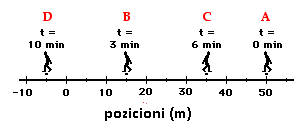 D B C A
t = t = t = t =
10 min 3 min 6 min 0 min
-10 0 10 20 30 40 50
pozicioni (m)